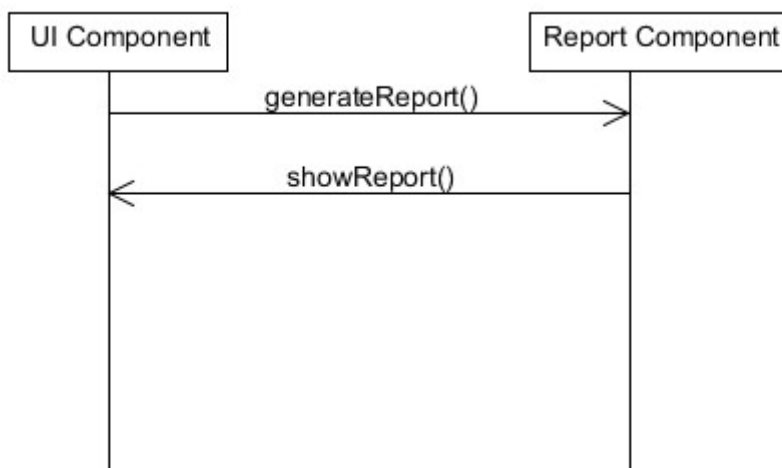 UI Component
Report Component
generateReport()
showReport()